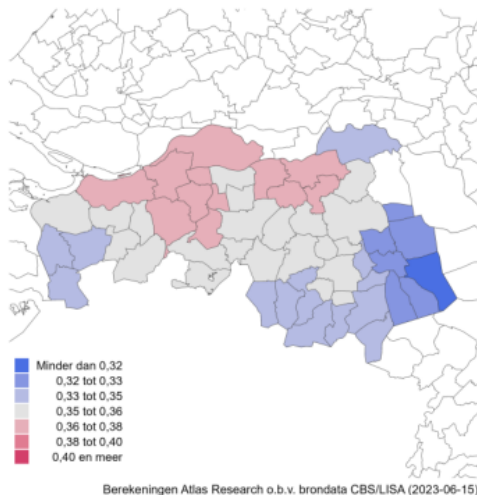 Minder dan 0,32
0,32 tot 0,33
0,33 tot 0,35
0,35 tot 0,36
0,36 tot 0,38
0,38 tot 0,40
0,40 en meer
Berekeningen Atlas Research o.b.v. brondata CBS/LISA (2023-06-15)